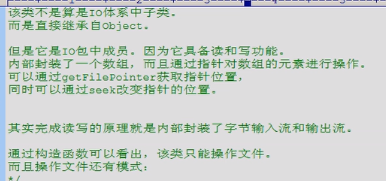 该类不是算是IO体系中子类。
而是直接继承自Object。
但是它是IO包中成员。因为它具备读和写功能。
内部封装了一个数组,而且通过指针对数组的元素进行操作。
可以通过getFilePointer获取指针位置,
同时可以通过seek改变指针的位置。
其实完成读写的原理就是内部封装了字节输入流和输出流。
通过构造函数可以看出,该类只能操作文件。
而且操作文件还有模式:
*/